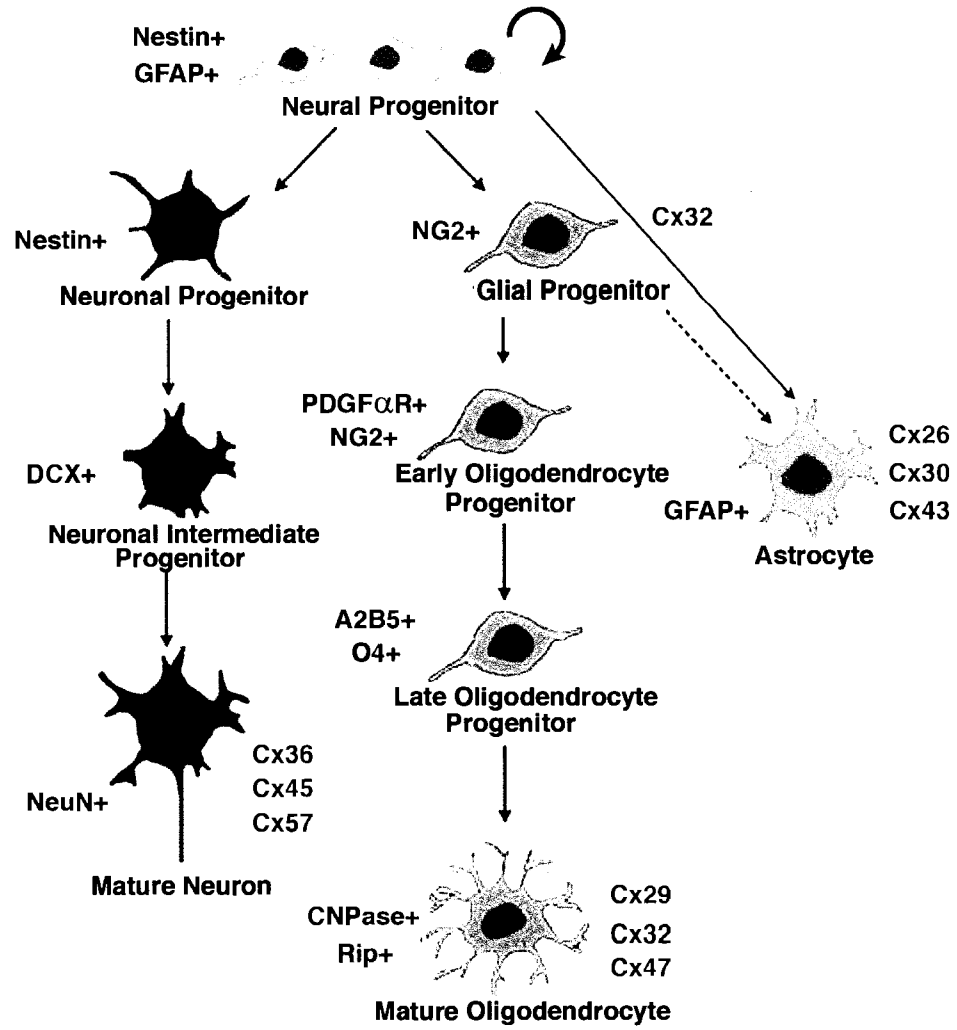 Nestin+
GFAP+
Neural Progenitor
Nestin+
Neuronal Progenitor
NG2+
Glial Progenitor
Cx32
DCX+
Neuronal Intermediate
Progenitor
PDGFαR+
NG2+
Early Oligodendrocyte
Progenitor
GFAP+
Astrocyte
Cx26
Cx30
Cx43
A2B5+
O4+
Late Oligodendrocyte
Progenitor
NeuN+
Cx36
Cx45
Cx57
Mature Neuron
CNPase+
Rip+
Cx29
Cx32
Cx47
Mature Oligodendrocyte